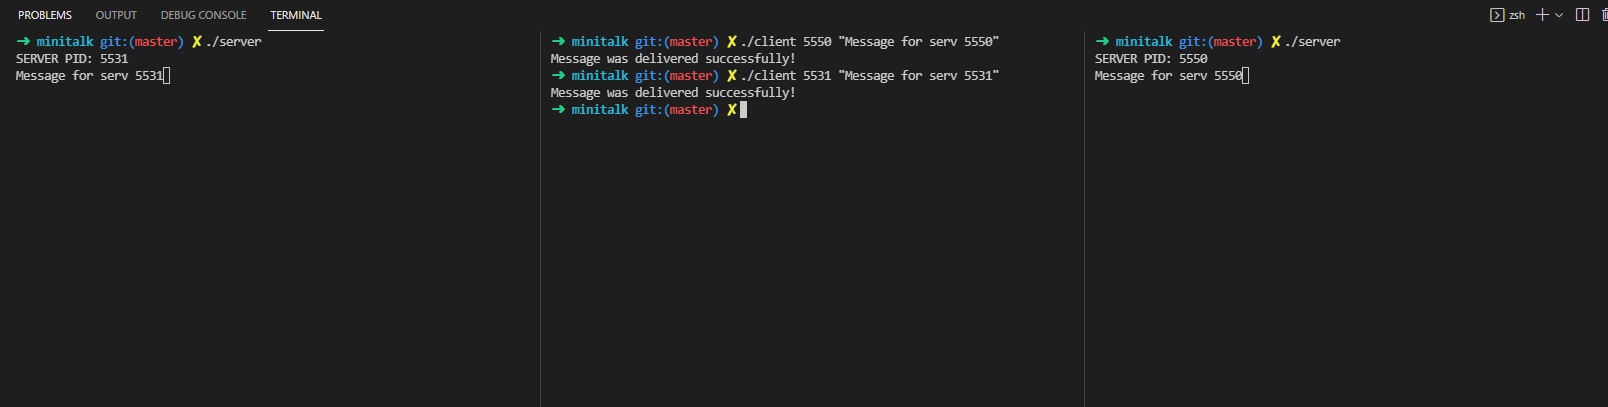 PROBLEMS OUTPUT DEBUG CONSOLE TERMINAL zsh
➜ minitalk git:(master) ✗ ./server
SERVER PID: 5531
Message for serv 5531
➜ minitalk git:(master) ✗ ./client 5550 "Message for serv 5550"
Message was delivered successfully!
➜ minitalk git:(master) ✗ ./client 5531 "Message for serv 5531"
Message was delivered successfully!
➜ minitalk git:(master) ✗
➜ minitalk git:(master) ✗ ./server
SERVER PID: 5550
Message for serv 5550